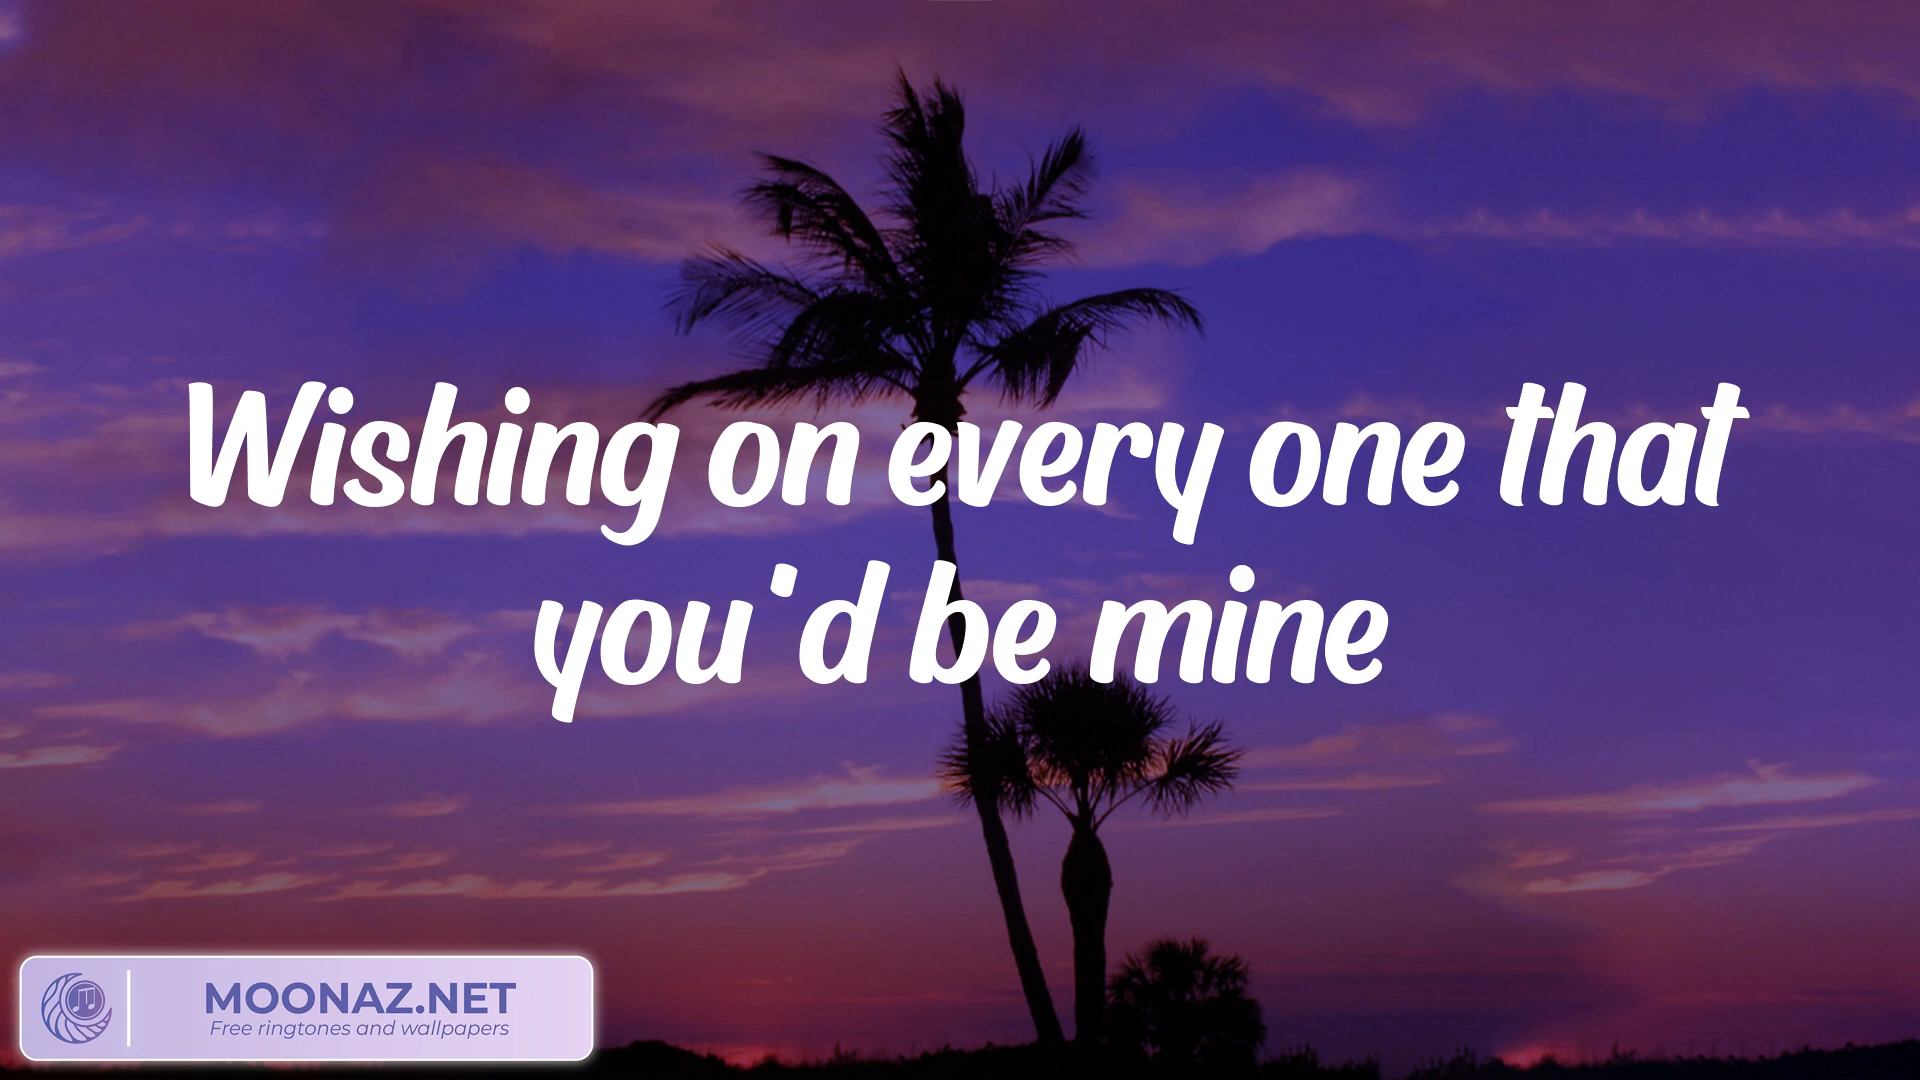 Wishing on every one that
you'd be mine
MOONAZ.NET
Free ringtones and wallpapers